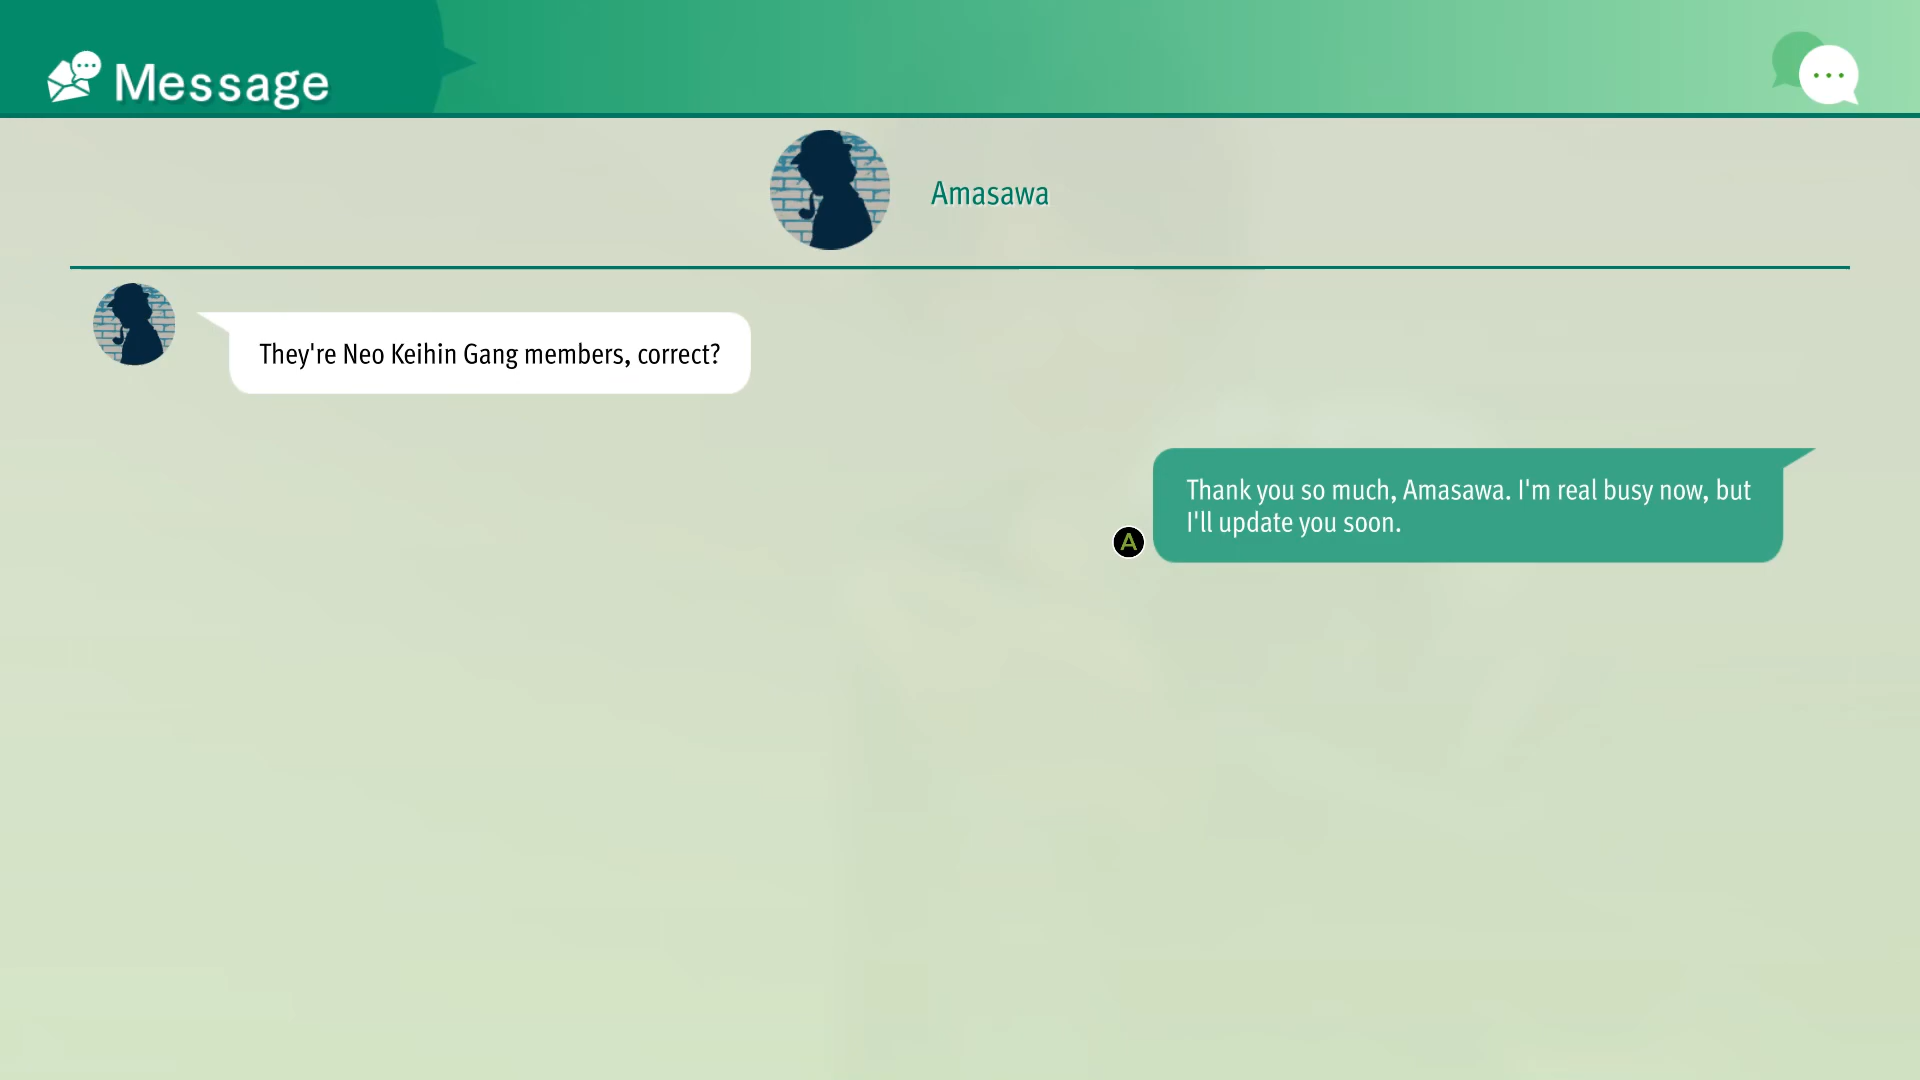 Message
Amasawa
They're Neo Keihin Gang members, correct?
Thank you so much, Amasawa. I'm real busy now, but
I'll update you soon.
A